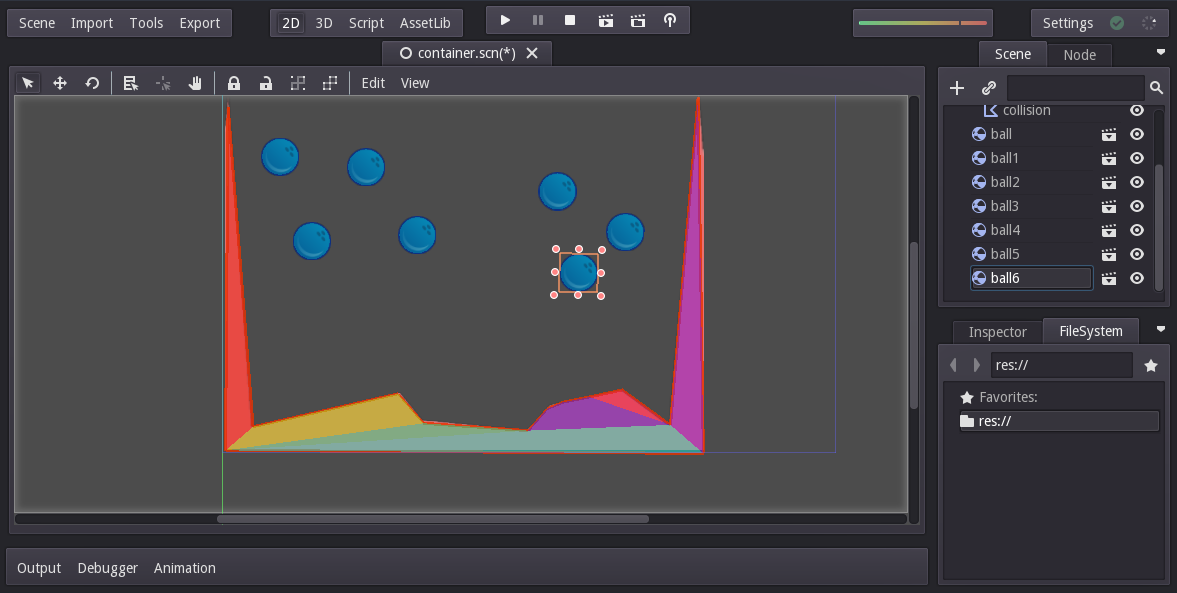 Scene Import Tools Export 2D 3D Script AssetLib Settings
container.scn(*)
Scene Node
Edit View
collision
ball
ball1
ball2
ball3
ball4
ball5
ball6
Inspector FileSystem
res://
Favorites:
res://
Output Debugger Animation